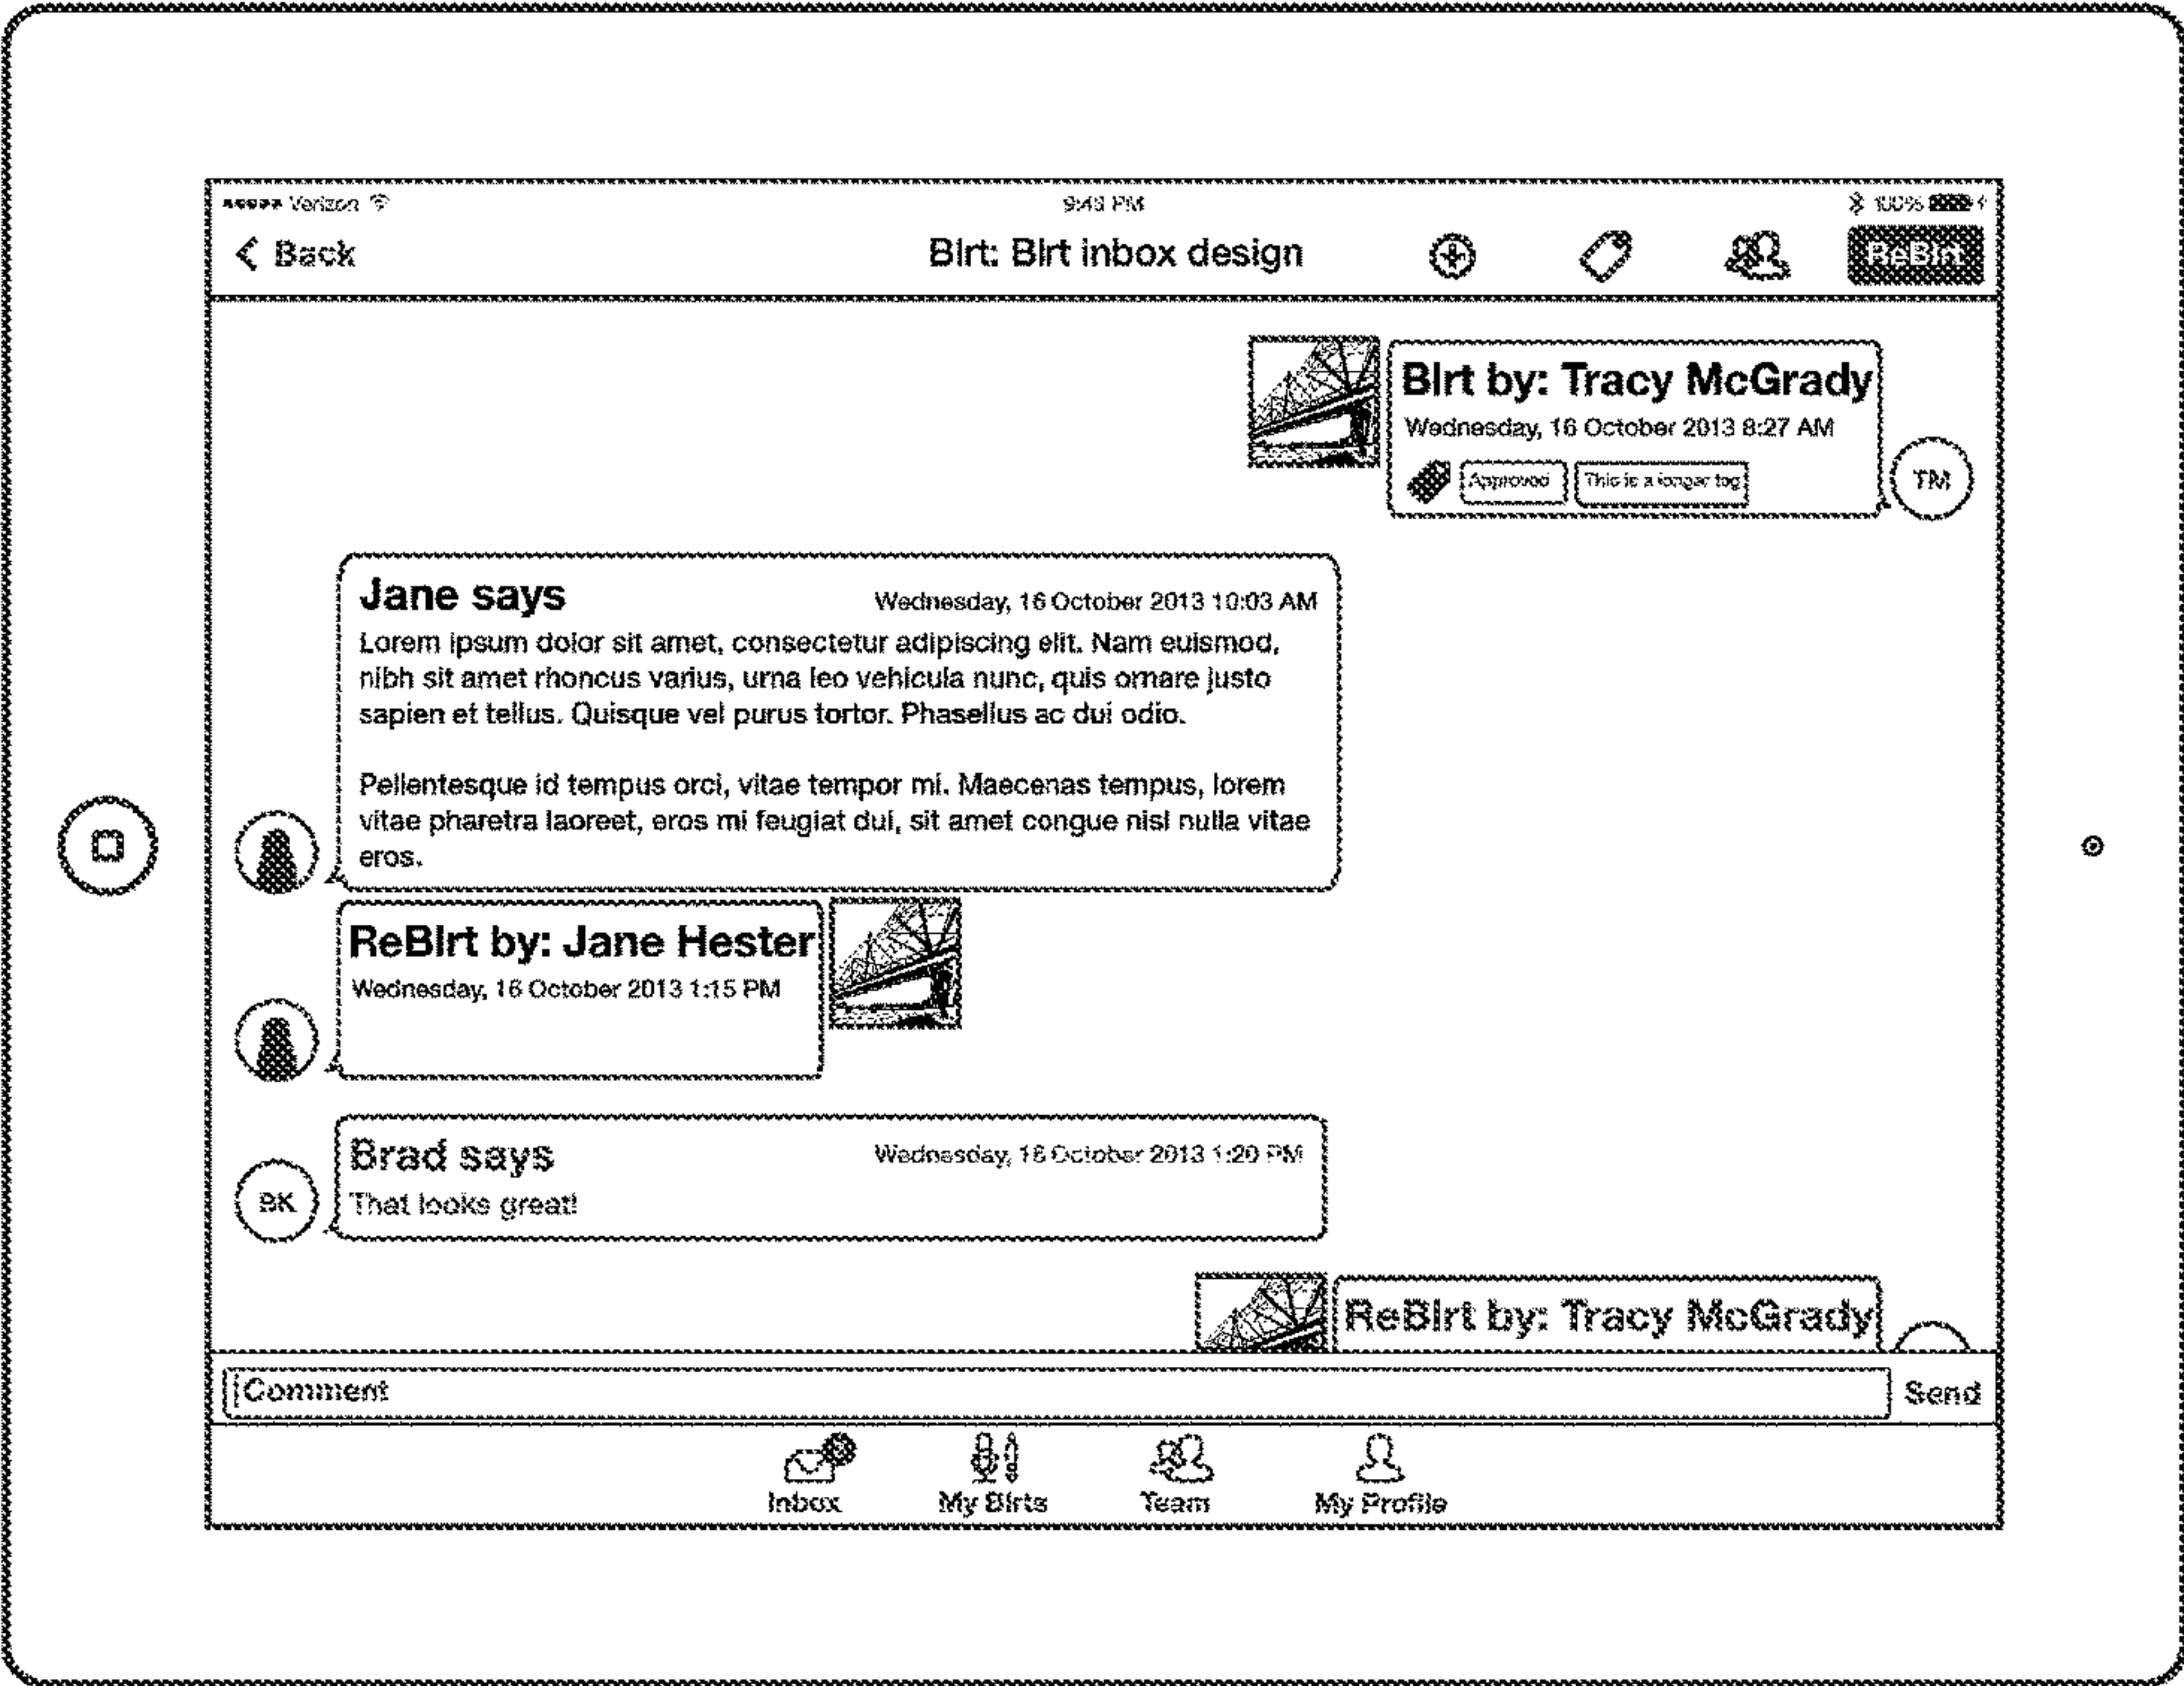 Verizon 9:43 PM 100%
Back Blrt: Blrt inbox design ReBlrt
Blrt by: Tracy McGrady
Wednesday, 16 October 2013 8:27 AM
Approved This is a longer tag
TM
Jane says Wednesday, 16 October 2013 10:03 AM
Lorem ipsum dolor sit amet, consectetur adipiscing elit. Nam euismod,
nibh sit amet rhoncus varius, urna leo vehicula nunc, quis ornare justo
sapien et tellus. Quisque vel purus tortor. Phasellus ac dui odio.
Pellentesque id tempus orci, vitae tempor mi. Maecenas tempus, lorem
vitae pharetra laoreet, eros mi feugiat dui, sit amet congue nisl nulla vitae
eros.
ReBlrt by: Jane Hester
Wednesday, 16 October 2013 1:15 PM
Brad says Wednesday, 16 October 2013 1:20 PM
BK
That looks great!
ReBlrt by: Tracy McGrady
Comment Send
Inbox My Blrts Team My Profile